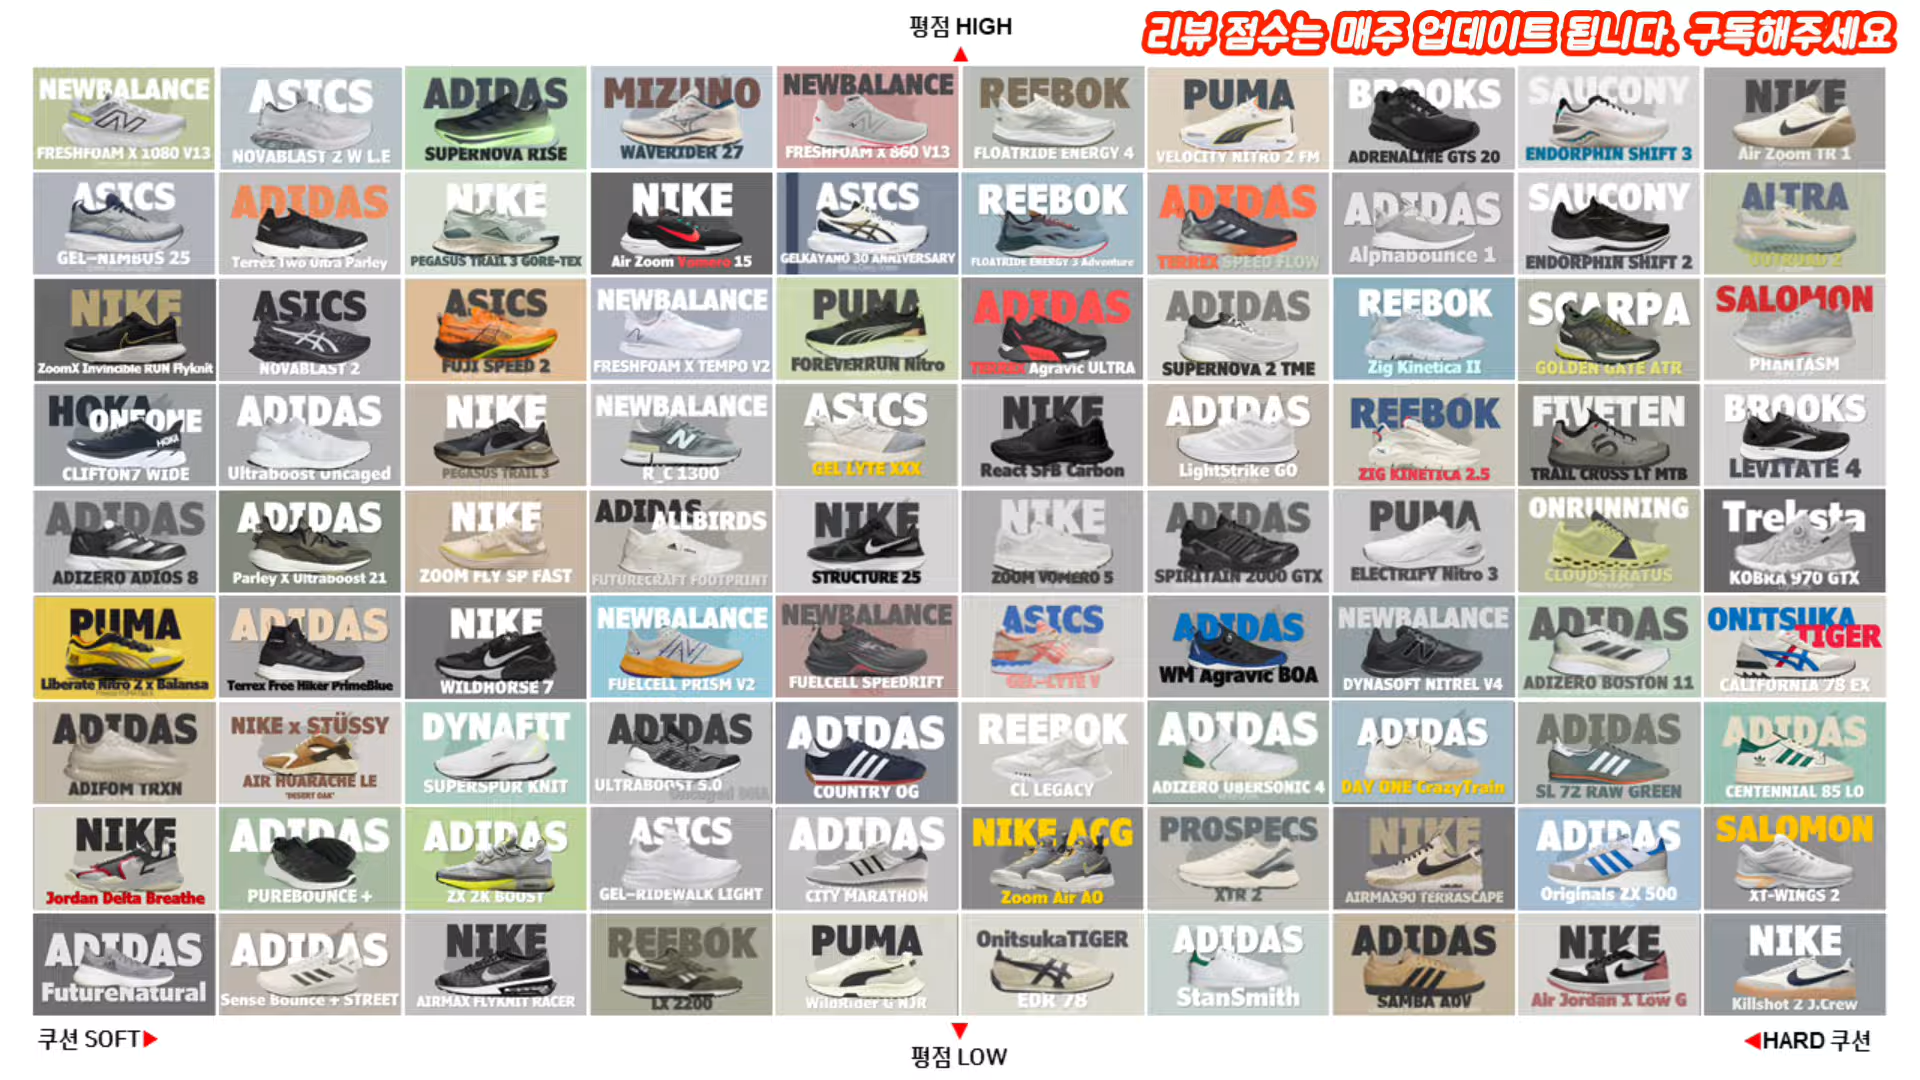 평점 HIGH
리뷰 점수는 매주 업데이트 됩니다. 구독해주세요
NEWBALANCE
FRESHFOAM X 1080 V13
ASICS
NOVABLAST 2 W L.E
ADIDAS
SUPERNOVA RISE
MIZUNO
WAVERIDER 27
NEWBALANCE
FRESHFOAM X 860 V13
REEBOK
FLOATRIDE ENERGY 4
PUMA
VELOCITY NITRO 2 FM
BROOKS
ADRENALINE GTS 20
SAUCONY
ENDORPHIN SHIFT 3
NIKE
Air Zoom TR 1
ASICS
GEL-NIMBUS 25
ADIDAS
Terrex Two Ultra Parley
NIKE
PEGASUS TRAIL 3 GORE-TEX
NIKE
Air Zoom Vomero 15
ASICS
GELKAYANO 30 ANNIVERSARY
REEBOK
FLOATRIDE ENERGY 3 Adventure
ADIDAS
TERREX SPEED FLOW
ADIDAS
Alphabounce 1
SAUCONY
ENDORPHIN SHIFT 2
ALTRA
NIKE
ZoomX Invincible RUN Flyknit
ASICS
NOVABLAST 2
ASICS
FUJI SPEED 2
NEWBALANCE
FRESHFOAM X TEMPO V2
PUMA
FOREVERRUN Nitro
ADIDAS
TERREX Agravic ULTRA
ADIDAS
SUPERNOVA 2 TME
REEBOK
Zig Kinetica II
SCARPA
GOLDEN GATE ATR
SALOMON
PHANTASM
HOKA
ONEONE
CLIFTON7 WIDE
ADIDAS
Ultraboost Uncaged
NIKE
PEGASUS TRAIL 3
NEWBALANCE
R_C 1300
ASICS
GEL LYTE XXX
NIKE
React SFB Carbon
ADIDAS
LightStrike GO
REEBOK
ZIG KINETICA 2.5
FIVETEN
TRAIL CROSS LT MTB
BROOKS
LEVITATE 4
ADIDAS
ADIZERO ADIOS 8
ADIDAS
Parley X Ultraboost 21
NIKE
ZOOM FLY SP FAST
ADIDAS
ALLBIRDS
FUTURECRAFT FOOTPRINT
NIKE
STRUCTURE 25
NIKE
ZOOM VOMERO 5
ADIDAS
SPIRITAIN 2000 GTX
PUMA
ELECTRIFY Nitro 3
ONRUNNING
CLOUDSTRATUS
Treksta
KOBRA 970 GTX
PUMA
Liberate Nitro 2 x Balansa
ADIDAS
Terrex Free Hiker PrimeBlue
NIKE
WILDHORSE 7
NEWBALANCE
FUELCELL PRISM V2
NEWBALANCE
FUELCELL SPEEDRIFT
ASICS
GEL-LYTE V
ADIDAS
WM Agravic BOA
NEWBALANCE
DYNASOFT NITREL V4
ADIDAS
ADIZERO BOSTON 11
ONITSUKA
TIGER
CALIFORNIA 78 EX
ADIDAS
ADIFOM TRXN
NIKE x STÜSSY
AIR HUARACHE LE
"DESERT OAK"
DYNAFIT
SUPERSPUR KNIT
ADIDAS
ULTRABOOST 5.0
Uncaged DNA
ADIDAS
COUNTRY OG
REEBOK
CL LEGACY
ADIDAS
ADIZERO UBERSONIC 4
ADIDAS
DAY ONE CrazyTrain
ADIDAS
SL 72 RAW GREEN
ADIDAS
CENTENNIAL 85 LO
NIKE
Jordan Delta Breathe
ADIDAS
PUREBOUNCE +
ADIDAS
ZX 2K BOOST
ASICS
GEL-RIDEWALK LIGHT
ADIDAS
CITY MARATHON
NIKE ACG
Zoom Air AO
PROSPECS
XTR 2
NIKE
AIRMAX90 TERRASCAPE
ADIDAS
Originals ZX 500
SALOMON
XT-WINGS 2
ADIDAS
FutureNatural
ADIDAS
Sense Bounce + STREET
NIKE
AIRMAX FLYKNIT RACER
REEBOK
LX 2200
PUMA
WildRider G NJR
OnitsukaTIGER
EDR 78
ADIDAS
StanSmith
ADIDAS
SAMBA ADV
NIKE
Air Jordan 1 Low G
NIKE
Killshot 2 J.Crew
쿠션 SOFT
평점 LOW
HARD 쿠션